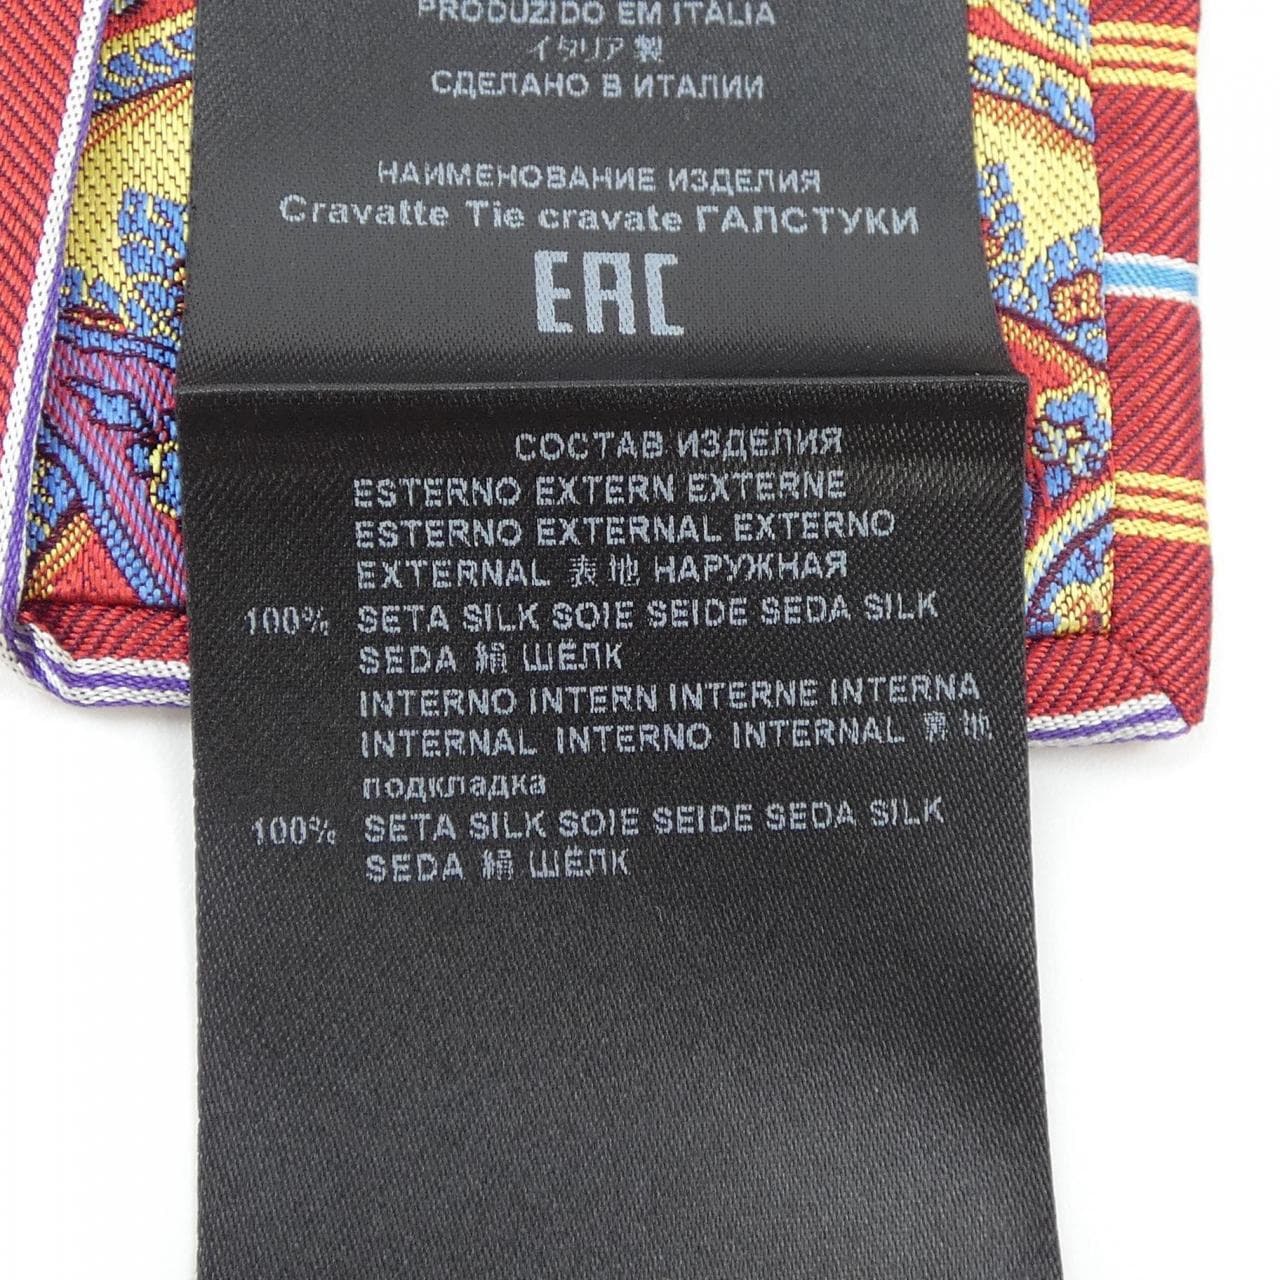 PRODUZIDO EM ITÁLIA
イタリア製
СДЕЛАНО В ИТАЛИИ
НАИМЕНОВАНИЕ ИЗДЕЛИЯ
Cravatte Tie cravate ГАЛСТУКИ
EAC
СОСТАВ ИЗДЕЛИЯ
ESTERNO EXTERN EXTERNE
ESTERNO EXTERNAL EXTERNO
EXTERNAL 表地 НАРУЖНАЯ
100% SETA SILK SOIE SEIDE SEDA SILK
SEDA 絹 ШЁЛК
INTERNO INTERN INTERNE INTERNA
INTERNAL INTERNO INTERNAL 裏地
подкладка
100% SETA SILK SOIE SEIDE SEDA SILK
SEDA 絹 ШЁЛК